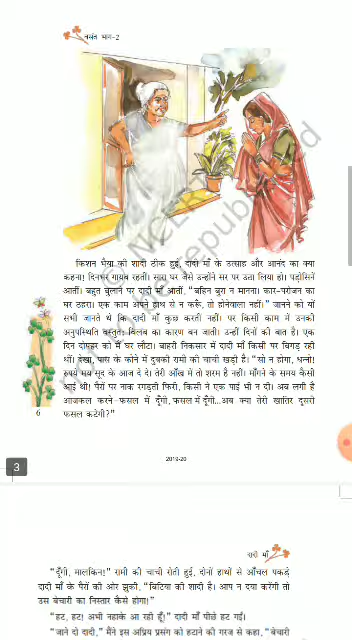 वसंत भाग-2
किशन भैया की शादी ठीक हुई, दादी माँ के उत्साह और आनंद का क्या
कहना! दिनभर गायब रहतीं। सारा घर जैसे उन्होंने सर पर उठा लिया हो। पड़ोसिनें
आतीं। बहुत बुलाने पर दादी माँ आतीं, "बहिन बुरा न मानना। कार-परोजन का
घर ठहरा। एक काम अपने हाथ से न करूँ, तो होनेवाला नहीं।" जानने को यों
सभी जानते थे कि दादी माँ कुछ करतीं नहीं। पर किसी काम में उनकी
अनुपस्थिति वस्तुतः विलंब का कारण बन जाती। उन्हीं दिनों की बात है। एक
दिन दोपहर को मैं घर लौटा। बाहरी निकसार में दादी माँ किसी पर बिगड़ रही
थीं। देखा, पास के कोने में दुबकी रामी की चाची खड़ी है। "सो न होगा, धन्नो!
रुपये मय सूद के आज दे दे। तेरी आँख में तो शरम है नहीं। माँगने के समय कैसी
आई थी! पैरों पर नाक रगड़ती फिरी, किसी ने एक पाई भी न दी। अब लगी है
आजकल करने-फसल में दूँगी, फसल में दूँगी...अब क्या तेरी खातिर दूसरी
फसल कटेगी?"
6
2019-20
3
दादी माँ
"दूँगी, मालकिन!" रामी की चाची रोती हुई, दोनों हाथों से आँचल पकड़े
दादी माँ के पैरों की ओर झुकी, "बिटिया की शादी है। आप न दया करेंगी तो
उस बेचारी का निस्तार कैसे होगा!"
"हट, हट! अभी नहाके आ रही हूँ!" दादी माँ पीछे हट गईं।
"जाने दो दादी," मैंने इस अप्रिय प्रसंग को हटाने की गरज से कहा, "बेचारी